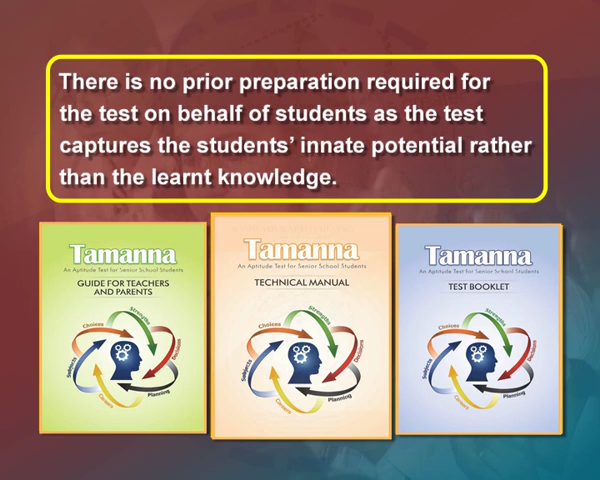 There is no prior preparation required for
the test on behalf of students as the test
captures the students’ innate potential rather
than the learnt knowledge.
Tamanna
An Aptitude Test for Senior School Students
GUIDE FOR TEACHERS
AND PARENTS
Strengths
Choices
Decisions
Subjects
Planning
Careers
Tamanna
An Aptitude Test for Senior School Students
TECHNICAL MANUAL
Strengths
Choices
Decisions
Subjects
Planning
Careers
Tamanna
An Aptitude Test for Senior School Students
TEST BOOKLET
Strengths
Choices
Decisions
Subjects
Planning
Careers